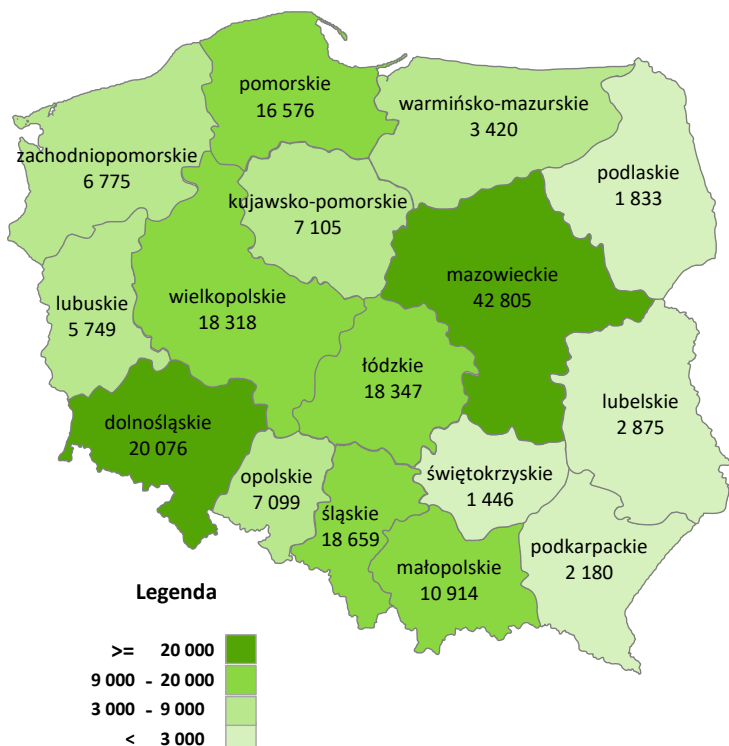 pomorskie
16 576
warmińsko-mazurskie
3 420
zachodniopomorskie
6 775
podlaskie
1 833
kujawsko-pomorskie
7 105
mazowieckie
42 805
lubuskie
5 749
wielkopolskie
18 318
łódzkie
18 347
lubelskie
2 875
dolnośląskie
20 076
opolskie
7 099
świętokrzyskie
1 446
śląskie
18 659
małopolskie
10 914
podkarpackie
2 180
Legenda
>= 20 000
9 000 - 20 000
3 000 - 9 000
< 3 000